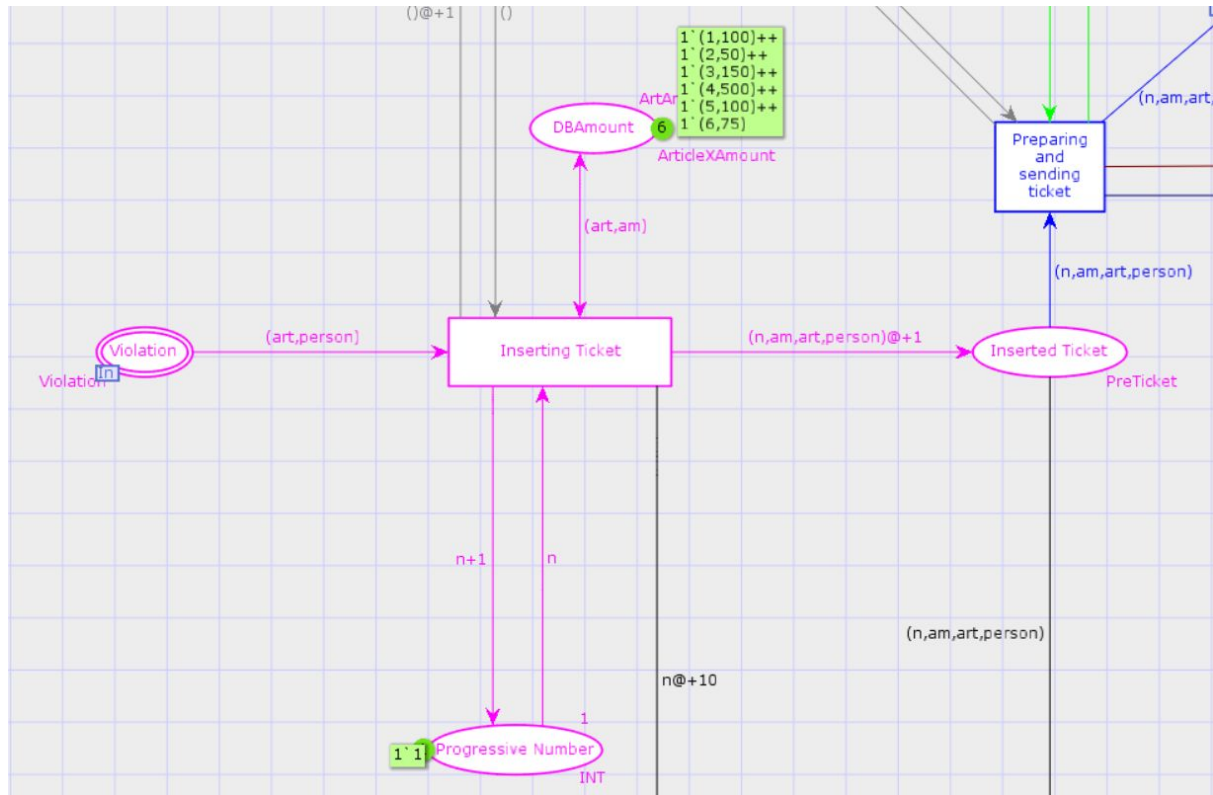 ()@+1
()
1`(1,100)++
1`(2,50)++
1`(3,150)++
1`(4,500)++
1`(5,100)++
1`(6,75)
ArtAr
DBAmount
6
ArticleXAmount
(n,am,art,
Preparing
and
sending
ticket
(art,am)
(n,am,art,person)
(art,person)
(n,am,art,person)@+1
Violation
Inserting Ticket
Inserted Ticket
In
Violation
PreTicket
n+1
n
(n,am,art,person)
n@+10
1
1`1
Progressive Number
INT